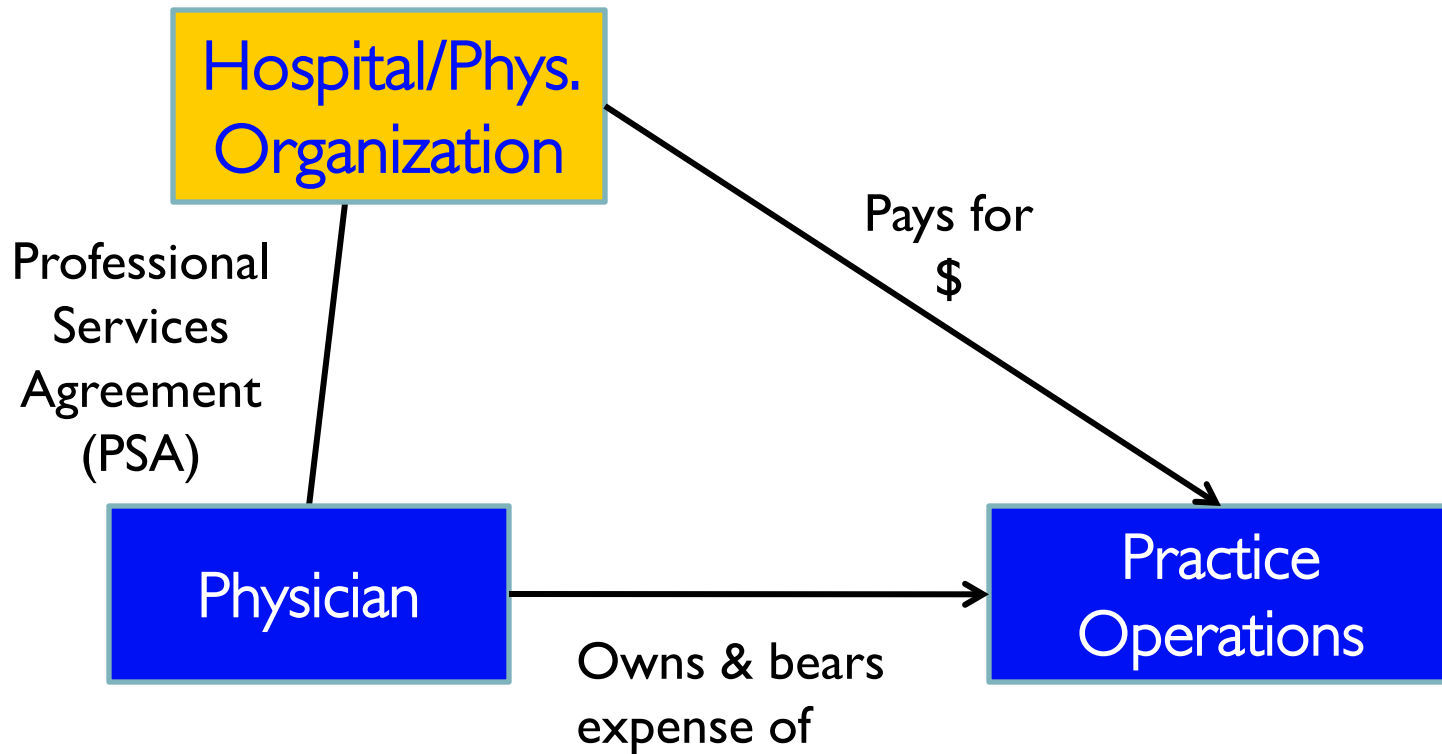 Hospital/Phys.
Organization
Pays for
$
Professional
Services
Agreement
(PSA)
Physician
Practice
Operations
Owns & bears
expense of